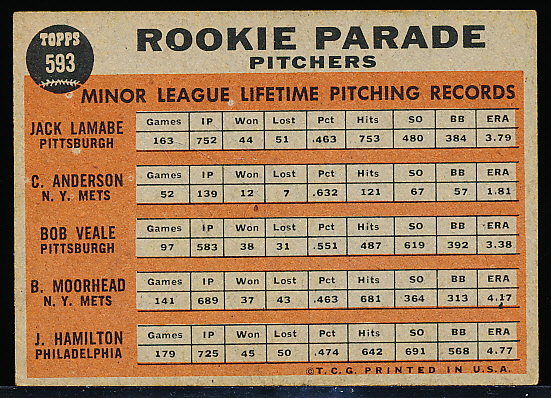 TOPPS
593
ROOKIE PARADE
PITCHERS
MINOR LEAGUE LIFETIME PITCHING RECORDS
JACK LAMABE
PITTSBURGH
Games IP Won Lost Pct Hits SO BB ERA
163 752 44 51 .463 753 480 384 3.79
C. ANDERSON
N. Y. METS
Games IP Won Lost Pct Hits SO BB ERA
52 139 12 7 .632 121 67 57 1.81
BOB VEALE
PITTSBURGH
Games IP Won Lost Pct Hits SO BB ERA
97 583 38 31 .551 487 619 392 3.38
B. MOORHEAD
N. Y. METS
Games IP Won Lost Pct Hits SO BB ERA
141 689 37 43 .463 681 364 313 4.17
J. HAMILTON
PHILADELPHIA
Games IP Won Lost Pct Hits SO BB ERA
179 725 45 50 .474 642 691 568 4.77
© T.C.G. PRINTED IN U.S.A.